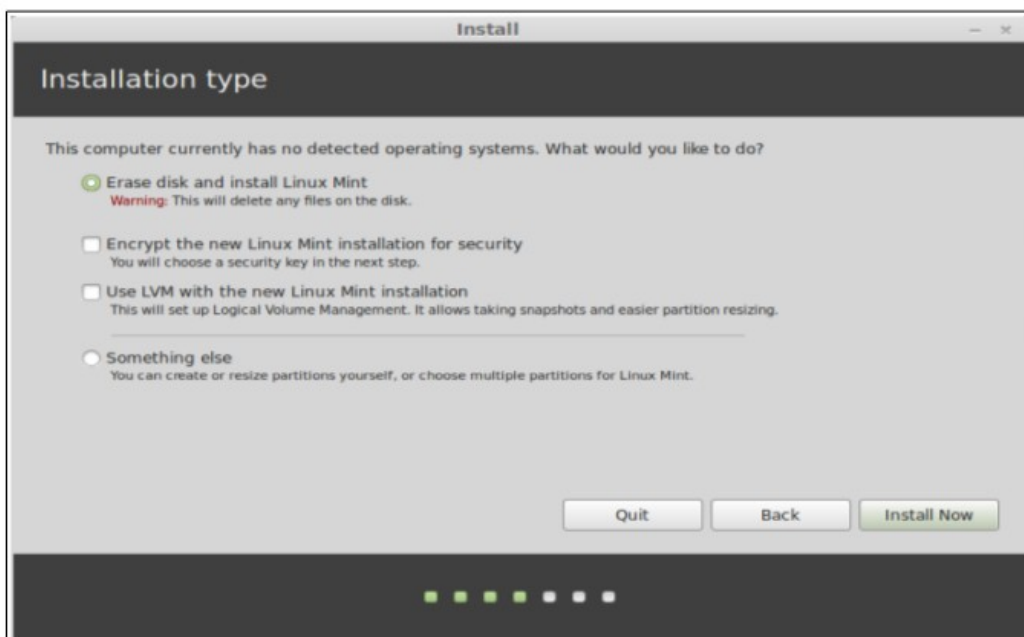 Install
Installation type
This computer currently has no detected operating systems. What would you like to do?
Erase disk and install Linux Mint
Warning: This will delete any files on the disk.
Encrypt the new Linux Mint installation for security
You will choose a security key in the next step.
Use LVM with the new Linux Mint installation
This will set up Logical Volume Management. It allows taking snapshots and easier partition resizing.
Something else
You can create or resize partitions yourself, or choose multiple partitions for Linux Mint.
Quit Back Install Now